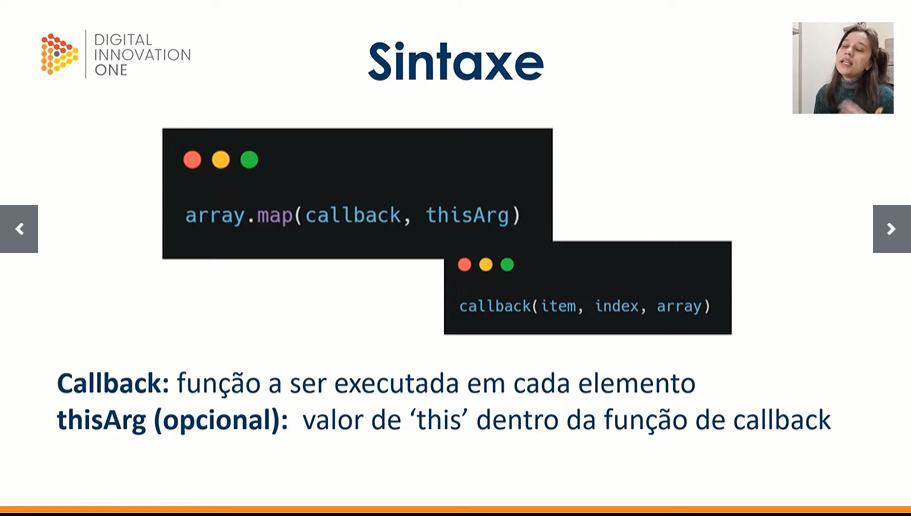 DIGITAL
INNOVATION
ONE
Sintaxe
array.map(callback, thisArg)
callback(item, index, array)
Callback: função a ser executada em cada elemento
thisArg (opcional): valor de ‘this’ dentro da função de callback